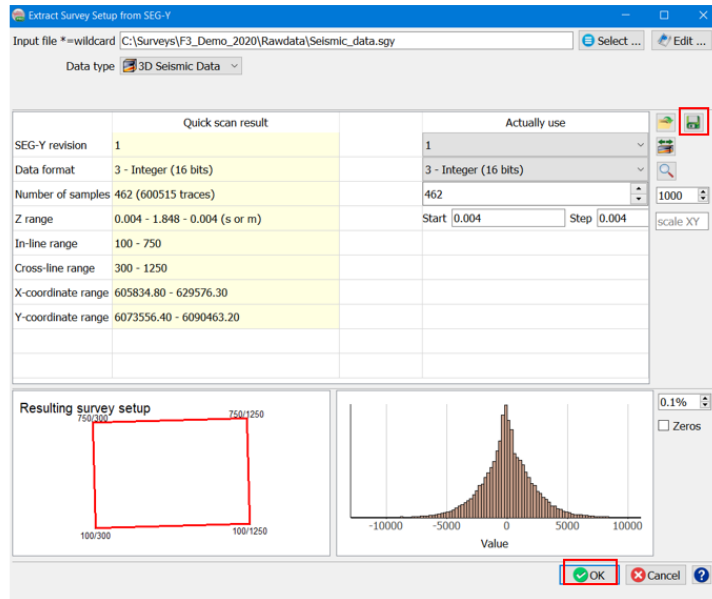 Extract Survey Setup from SEG-Y
Input file *=wildcard C:\Surveys\F3_Demo_2020\Rawdata\Seismic_data.sgy Select ... Edit ...
Data type 3D Seismic Data
Quick scan result Actually use
SEG-Y revision 1 1
Data format 3 - Integer (16 bits) 3 - Integer (16 bits)
Number of samples 462 (600515 traces) 462 1000
Z range 0.004 - 1.848 - 0.004 (s or m) Start 0.004 Step 0.004 scale XY
In-line range 100 - 750
Cross-line range 300 - 1250
X-coordinate range 605834.80 - 629576.30
Y-coordinate range 6073556.40 - 6090463.20
0.1%
Resulting survey setup
750/300 750/1250
Zeros
100/300 100/1250
-10000 -5000 0 5000 10000
Value
OK Cancel ?